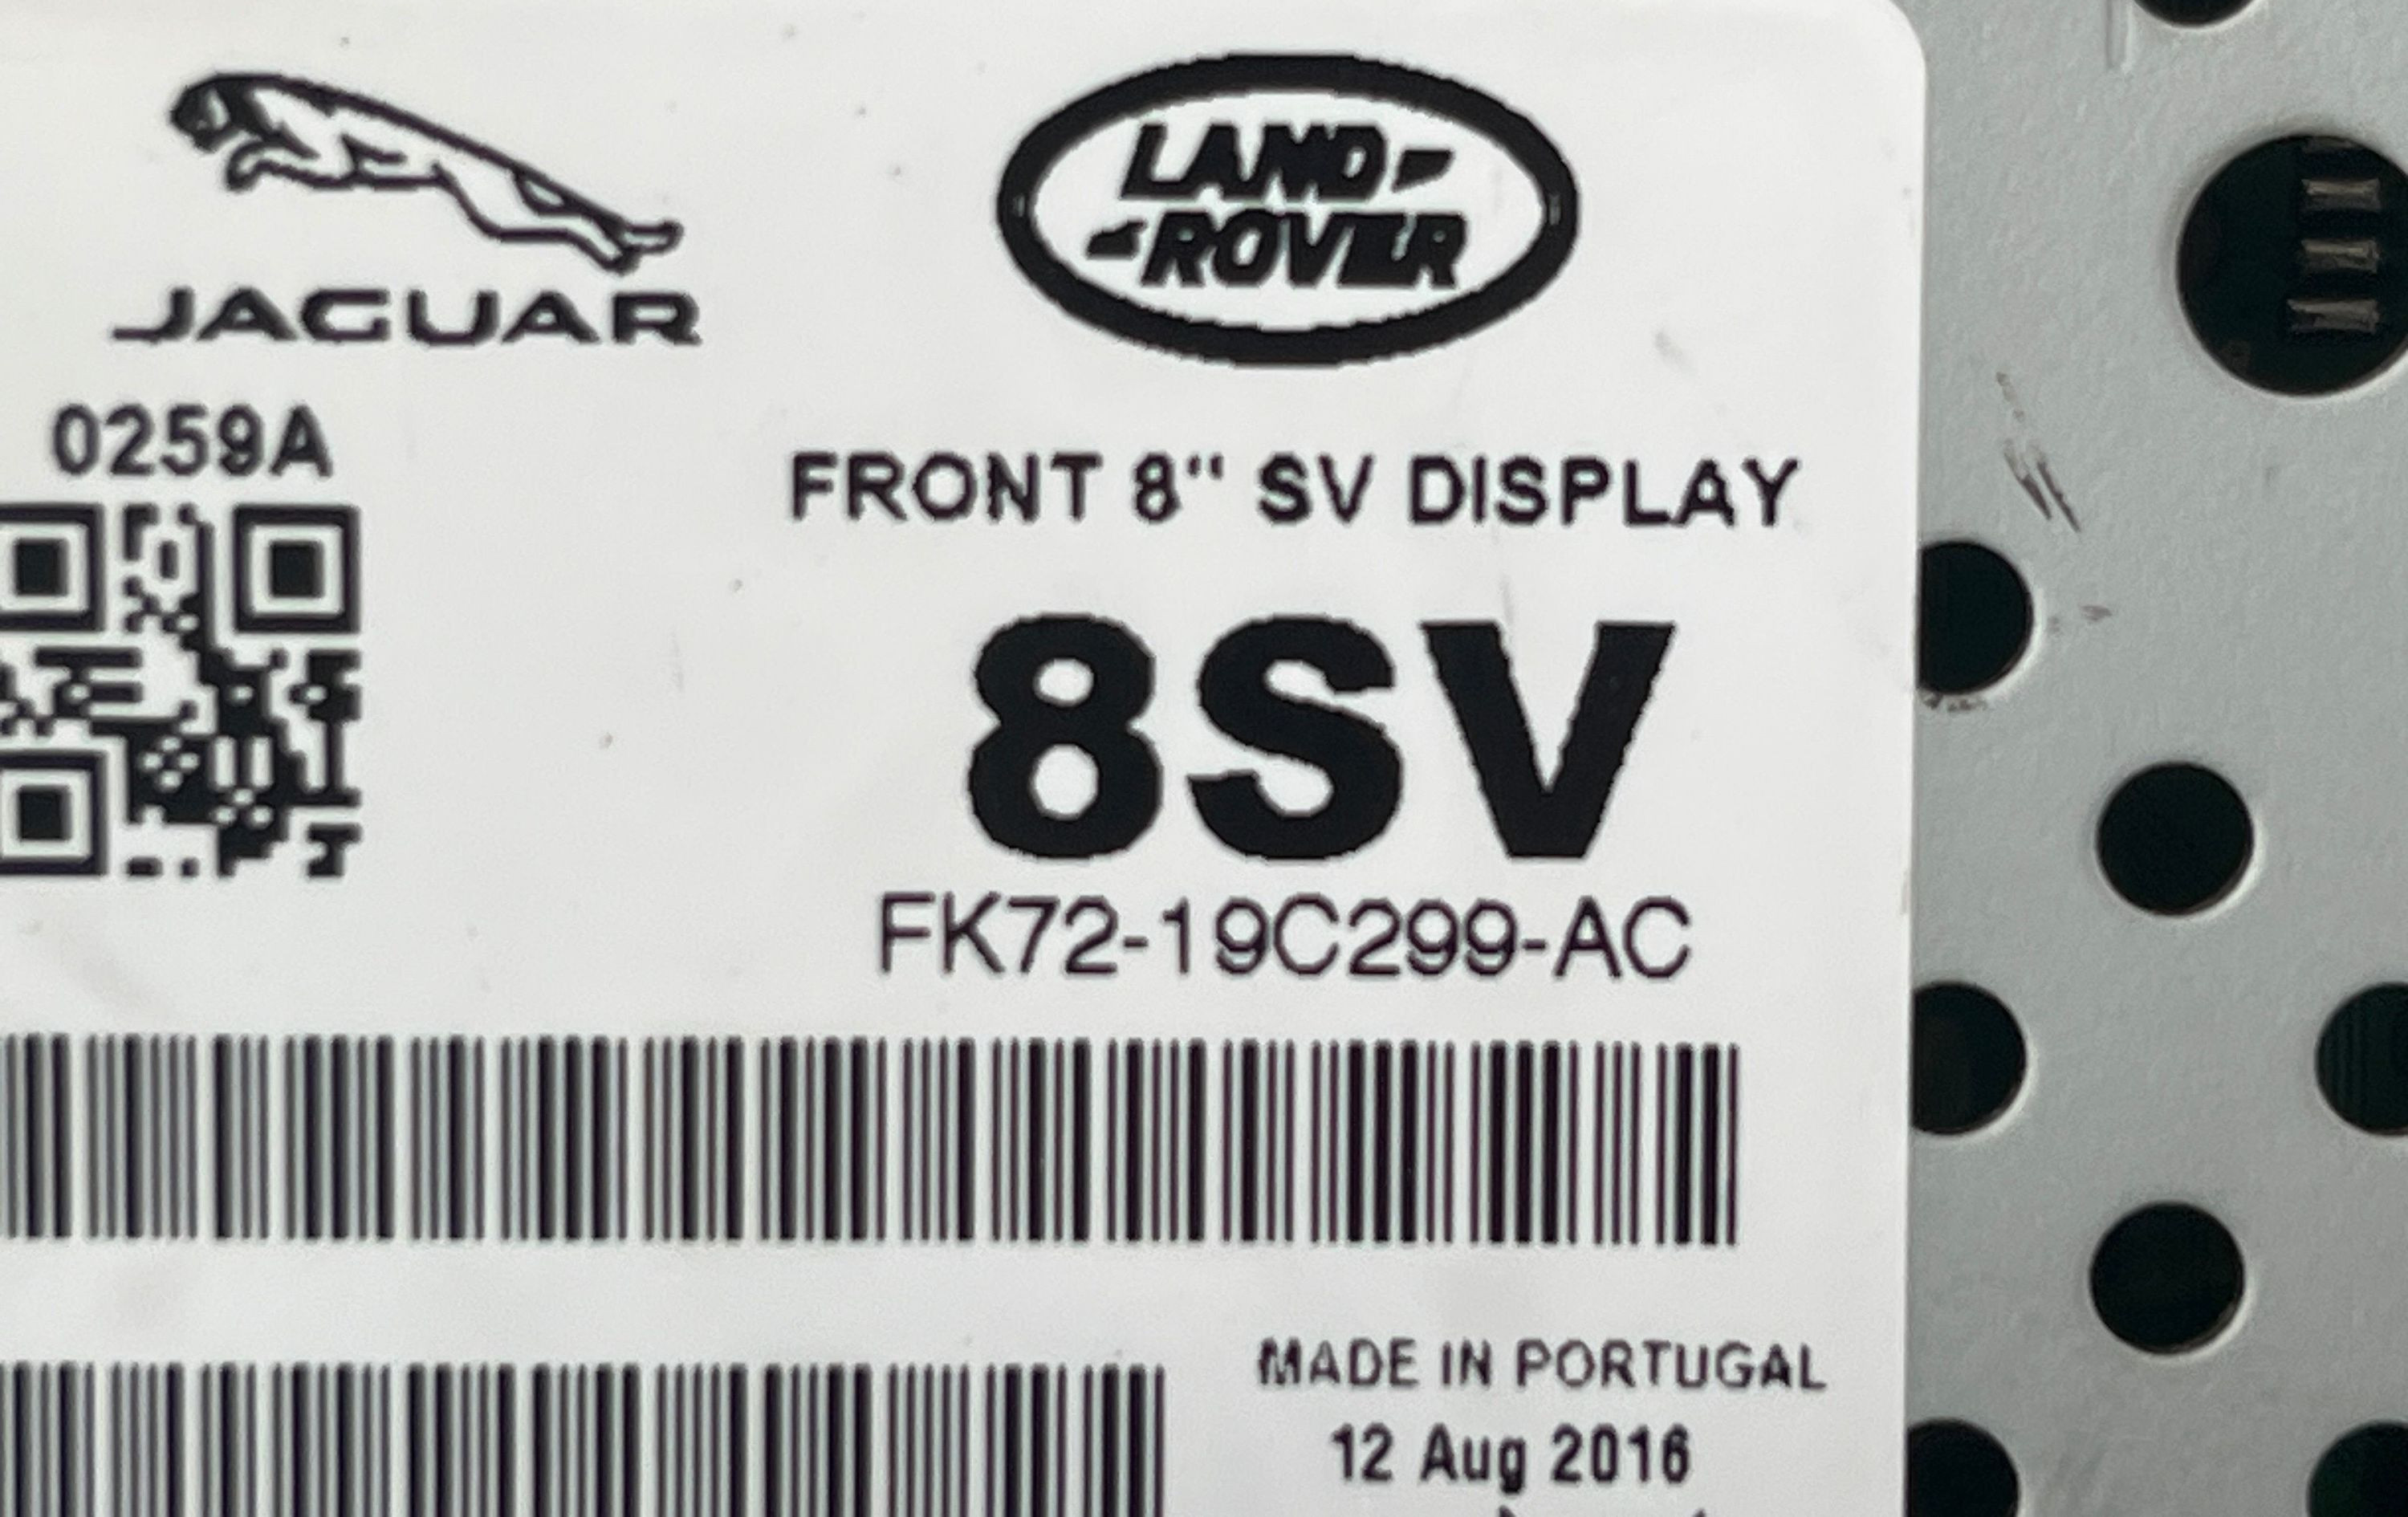 JAGUAR
LAND-
-ROVER
0259A
FRONT 8" SV DISPLAY
8SV
FK72-19C299-AC
MADE IN PORTUGAL
12 Aug 2016